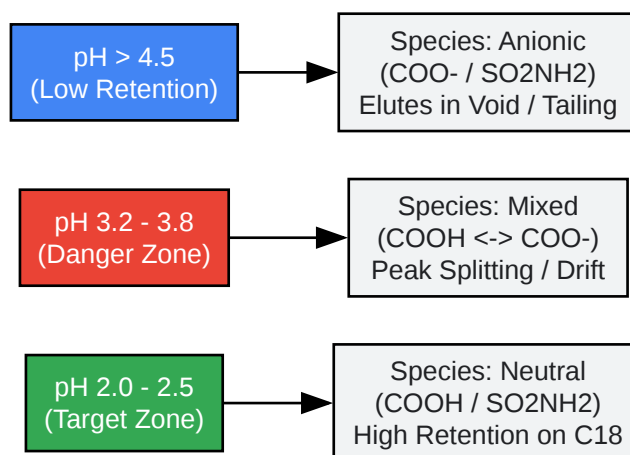 pH > 4.5
(Low Retention)
Species: Anionic
(COO- / SO2NH2)
Elutes in Void / Tailing
pH 3.2 - 3.8
(Danger Zone)
Species: Mixed
(COOH <-> COO-)
Peak Splitting / Drift
pH 2.0 - 2.5
(Target Zone)
Species: Neutral
(COOH / SO2NH2)
High Retention on C18